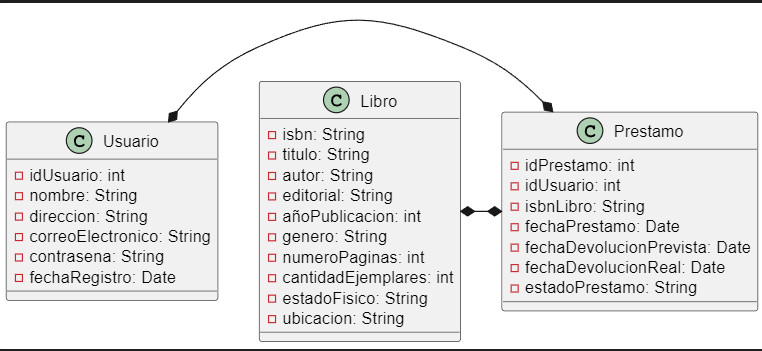 C Usuario
idUsuario: int
nombre: String
direccion: String
correoElectronico: String
contrasena: String
fechaRegistro: Date
C Libro
isbn: String
titulo: String
autor: String
editorial: String
añoPublicacion: int
genero: String
numeroPaginas: int
cantidadEjemplares: int
estadoFisico: String
ubicacion: String
C Prestamo
idPrestamo: int
idUsuario: int
isbnLibro: String
fechaPrestamo: Date
fechaDevolucionPrevista: Date
fechaDevolucionReal: Date
estadoPrestamo: String